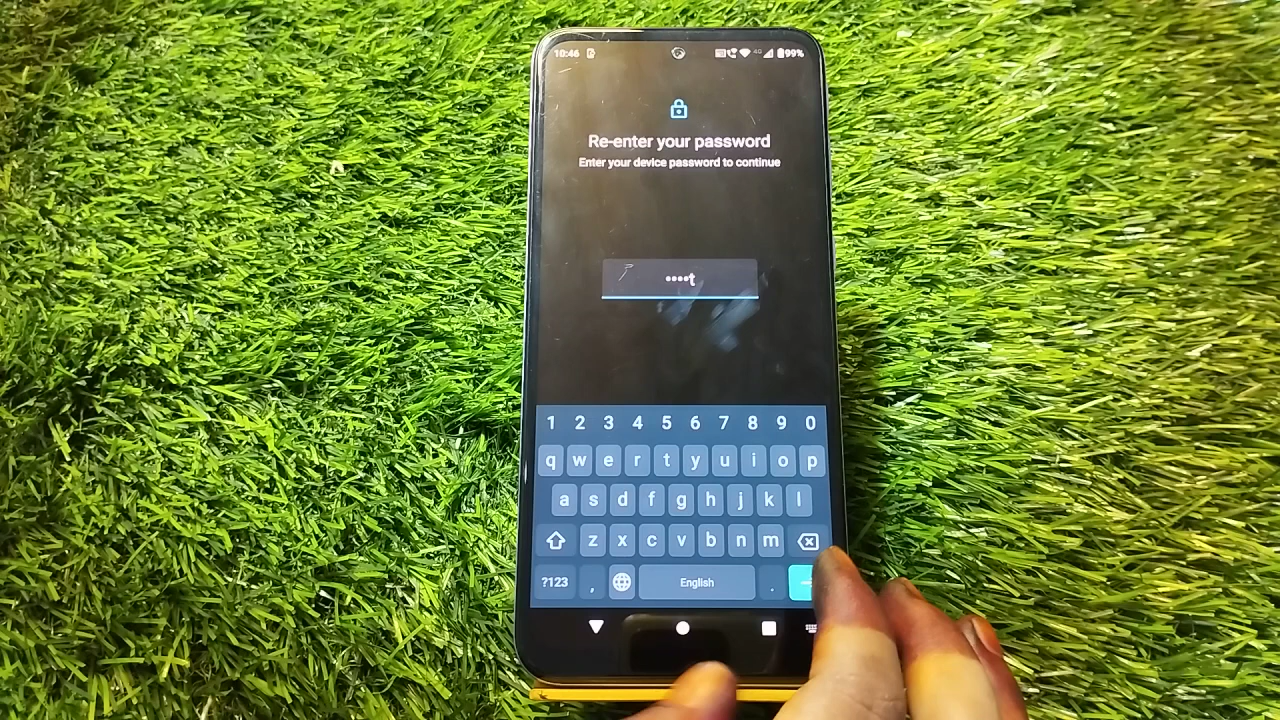 10:46 4G 99%
Re-enter your password
Enter your device password to continue
••••t
1 2 3 4 5 6 7 8 9 0
q w e r t y u i o p
a s d f g h j k l
z x c v b n m
?123 , English .